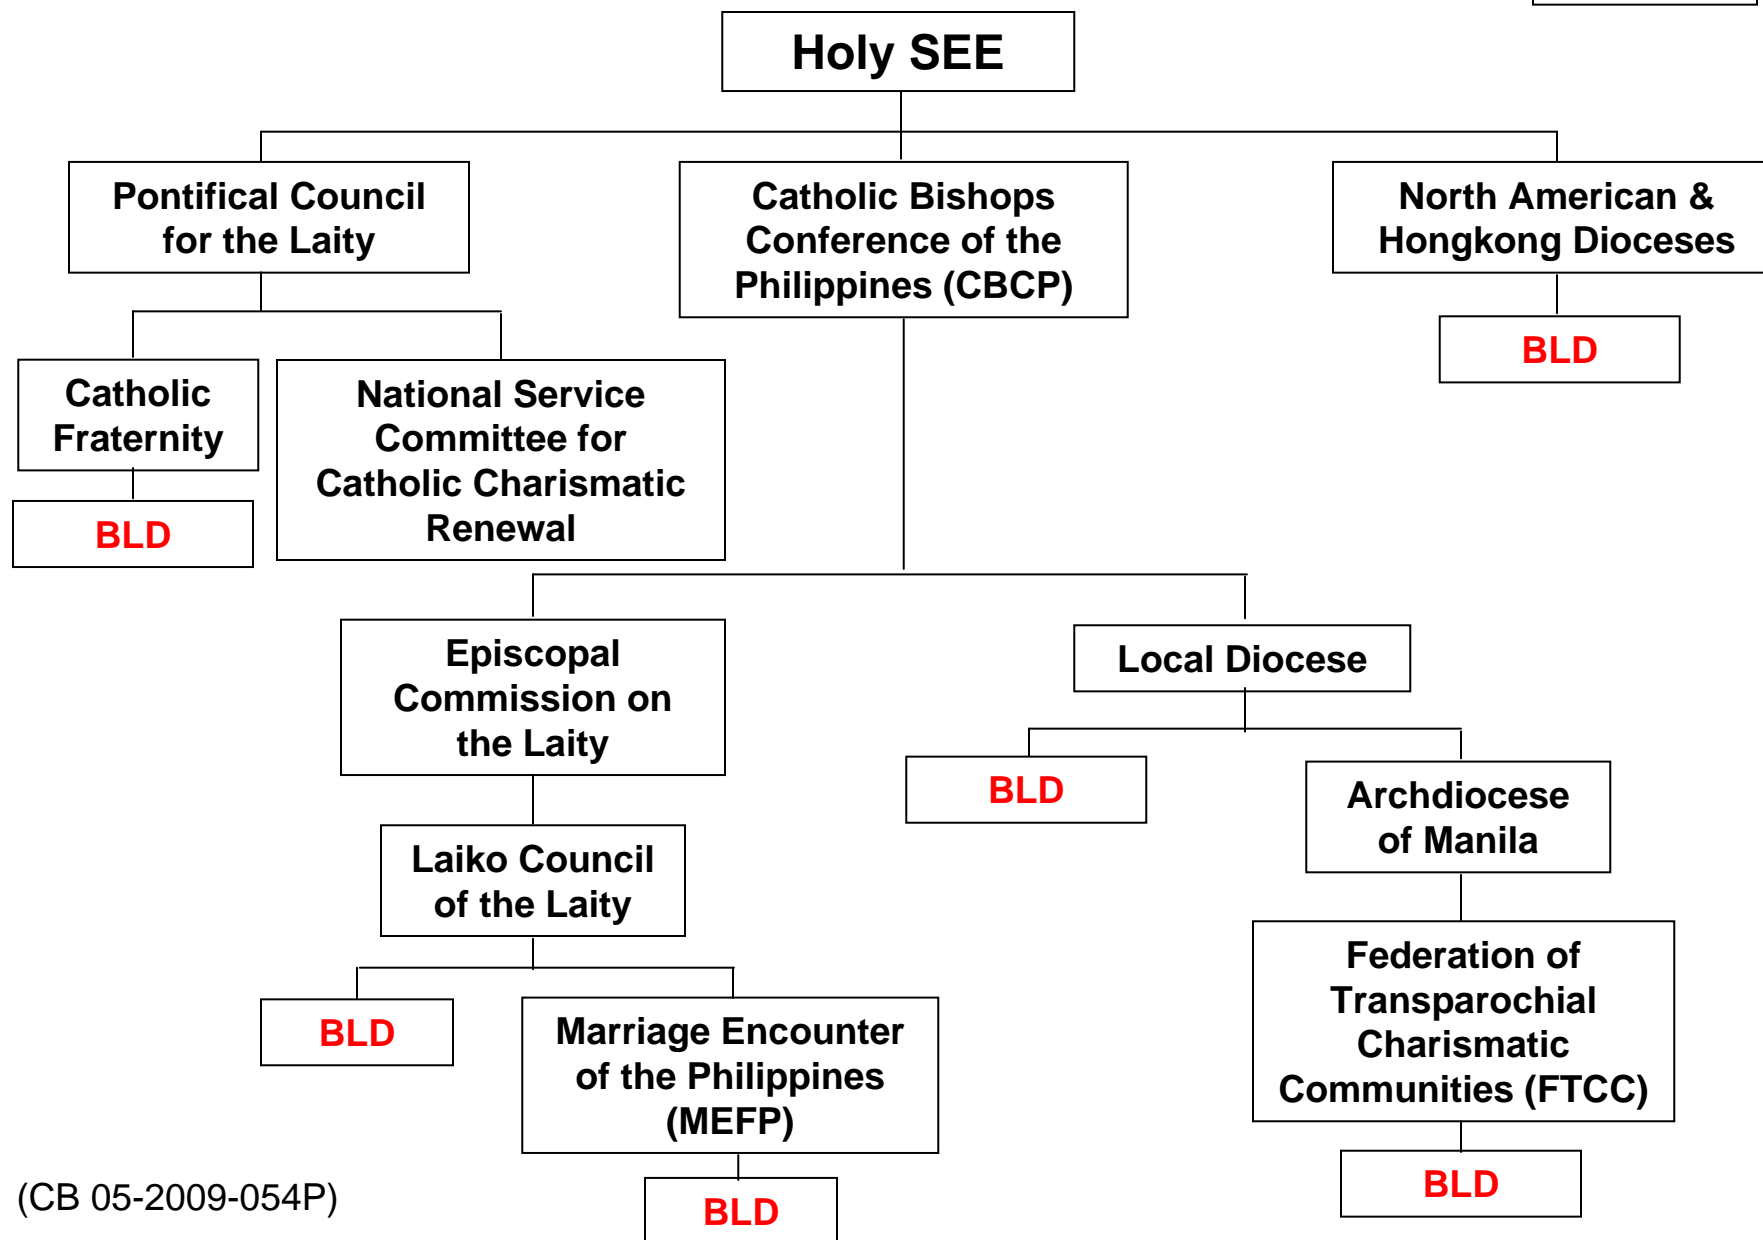 Holy SEE
Pontifical Council
for the Laity
Catholic Bishops
Conference of the
Philippines (CBCP)
North American &
Hongkong Dioceses
BLD
Catholic
Fraternity
BLD
National Service
Committee for
Catholic Charismatic
Renewal
Episcopal
Commission on
the Laity
Local Diocese
BLD
Archdiocese
of Manila
Laiko Council
of the Laity
Federation of
Transparochial
Charismatic
Communities (FTCC)
BLD
Marriage Encounter
of the Philippines
(MEFP)
BLD
BLD
(CB 05-2009-054P)